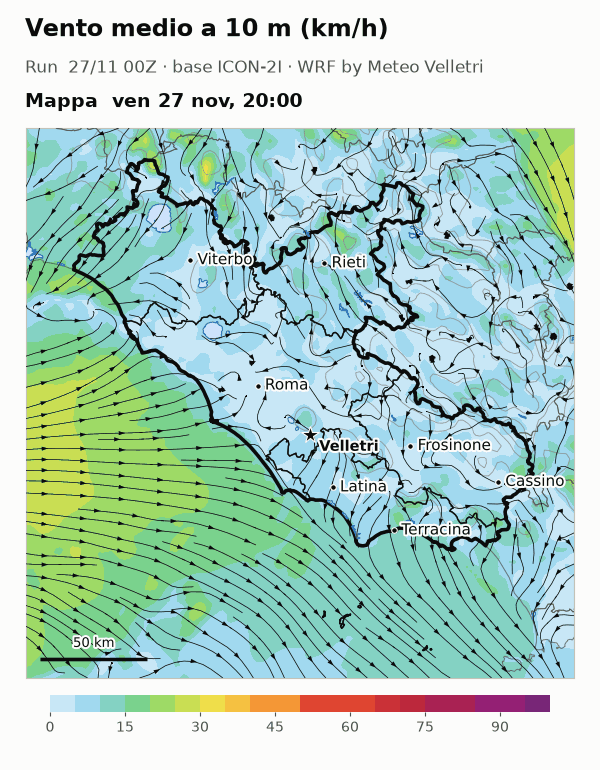 Vento medio a 10 m (km/h)
Run  27/11 00Z · base ICON-2I · WRF by Meteo Velletri
Mappa  ven 27 nov, 20:00
Viterbo
Rieti
Roma
Velletri
Frosinone
Latina
Cassino
Terracina
50 km
0 15 30 45 60 75 90